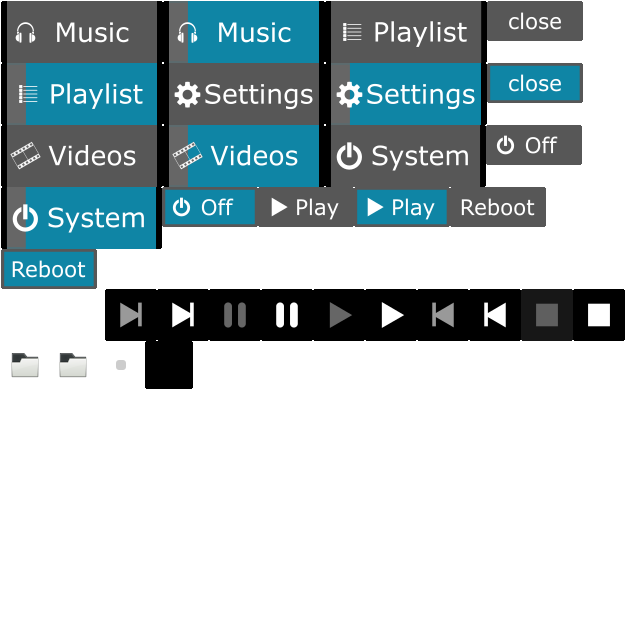 Music Music Playlist close
Playlist Settings Settings close
Videos Videos System Off
System Off Play Play Reboot
Reboot